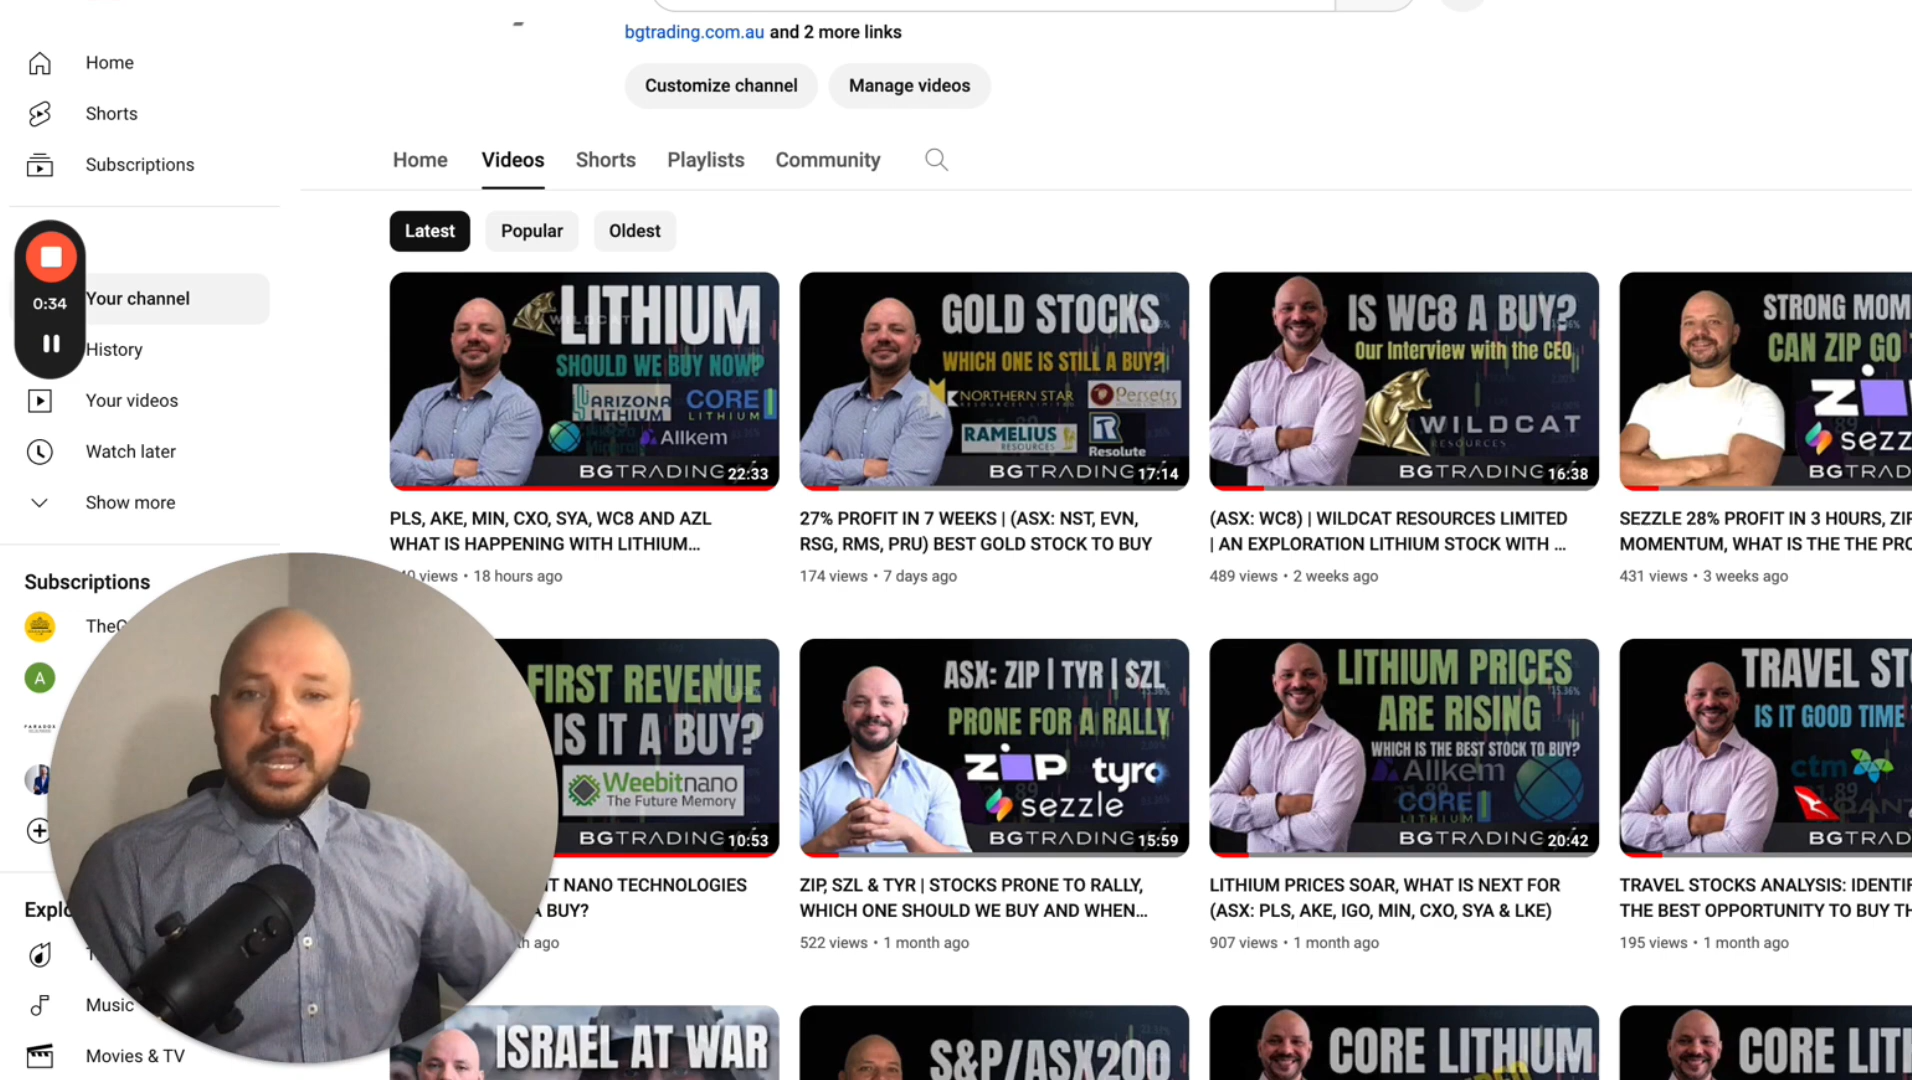 bgtrading.com.au and 2 more links
Customize channel
Manage videos
Home
Shorts
Subscriptions
Home Videos Shorts Playlists Community
Latest Popular Oldest
0:34
Your channel
History
Your videos
Watch later
Show more
Subscriptions
A
Music
Movies & TV
WILDCAT
LITHIUM
SHOULD WE BUY NOW?
ARIZONA
LITHIUM
CORE
LITHIUM
Allkem
BGTRADING
22:33
PLS, AKE, MIN, CXO, SYA, WC8 AND AZL
WHAT IS HAPPENING WITH LITHIUM...
views • 18 hours ago
GOLD STOCKS
WHICH ONE IS STILL A BUY?
NORTHERN STAR
Perseus
RAMELIUS
RESOURCES
R
Resolute
BGTRADING
17:14
27% PROFIT IN 7 WEEKS | (ASX: NST, EVN,
RSG, RMS, PRU) BEST GOLD STOCK TO BUY
174 views • 7 days ago
IS WC8 A BUY?
Our Interview with the CEO
WILDCAT
RESOURCES
BGTRADING
16:38
(ASX: WC8) | WILDCAT RESOURCES LIMITED
| AN EXPLORATION LITHIUM STOCK WITH ...
489 views • 2 weeks ago
STRONG MOM
CAN ZIP GO
ZI
sezz
BGTRAD
SEZZLE 28% PROFIT IN 3 H0URS, ZIP
MOMENTUM, WHAT IS THE THE PRO
431 views • 3 weeks ago
FIRST REVENUE
IS IT A BUY?
Weebitnano
The Future Memory
BGTRADING
10:53
IT NANO TECHNOLOGIES
A BUY?
h ago
ASX: ZIP | TYR | SZL
PRONE FOR A RALLY
ZIP tyro
sezzle
BGTRADING
15:59
ZIP, SZL & TYR | STOCKS PRONE TO RALLY,
WHICH ONE SHOULD WE BUY AND WHEN...
522 views • 1 month ago
LITHIUM PRICES
ARE RISING
WHICH IS THE BEST STOCK TO BUY?
Allkem
CORE
LITHIUM
BGTRADING
20:42
LITHIUM PRICES SOAR, WHAT IS NEXT FOR
(ASX: PLS, AKE, IGO, MIN, CXO, SYA & LKE)
907 views • 1 month ago
TRAVEL STO
IS IT GOOD TIME
ctm
QANT
BGTRAD
TRAVEL STOCKS ANALYSIS: IDENTIF
THE BEST OPPORTUNITY TO BUY TH
195 views • 1 month ago
ISRAEL AT WAR
S&P/ASX200
CORE LITHIUM
CORE LITH